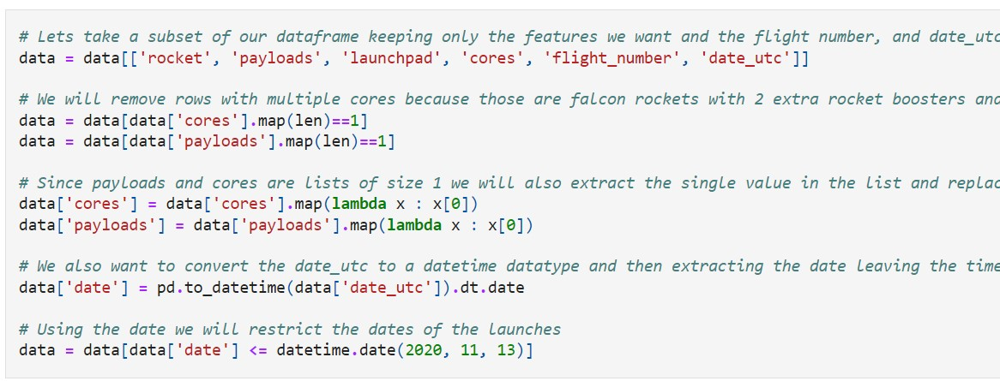 # Lets take a subset of our dataframe keeping only the features we want and the flight number, and date_utc
data = data[['rocket', 'payloads', 'launchpad', 'cores', 'flight_number', 'date_utc']]
# We will remove rows with multiple cores because those are falcon rockets with 2 extra rocket boosters and
data = data[data['cores'].map(len)==1]
data = data[data['payloads'].map(len)==1]
# Since payloads and cores are lists of size 1 we will also extract the single value in the list and replac
data['cores'] = data['cores'].map(lambda x : x[0])
data['payloads'] = data['payloads'].map(lambda x : x[0])
# We also want to convert the date_utc to a datetime datatype and then extracting the date leaving the time
data['date'] = pd.to_datetime(data['date_utc']).dt.date
# Using the date we will restrict the dates of the launches
data = data[data['date'] <= datetime.date(2020, 11, 13)]